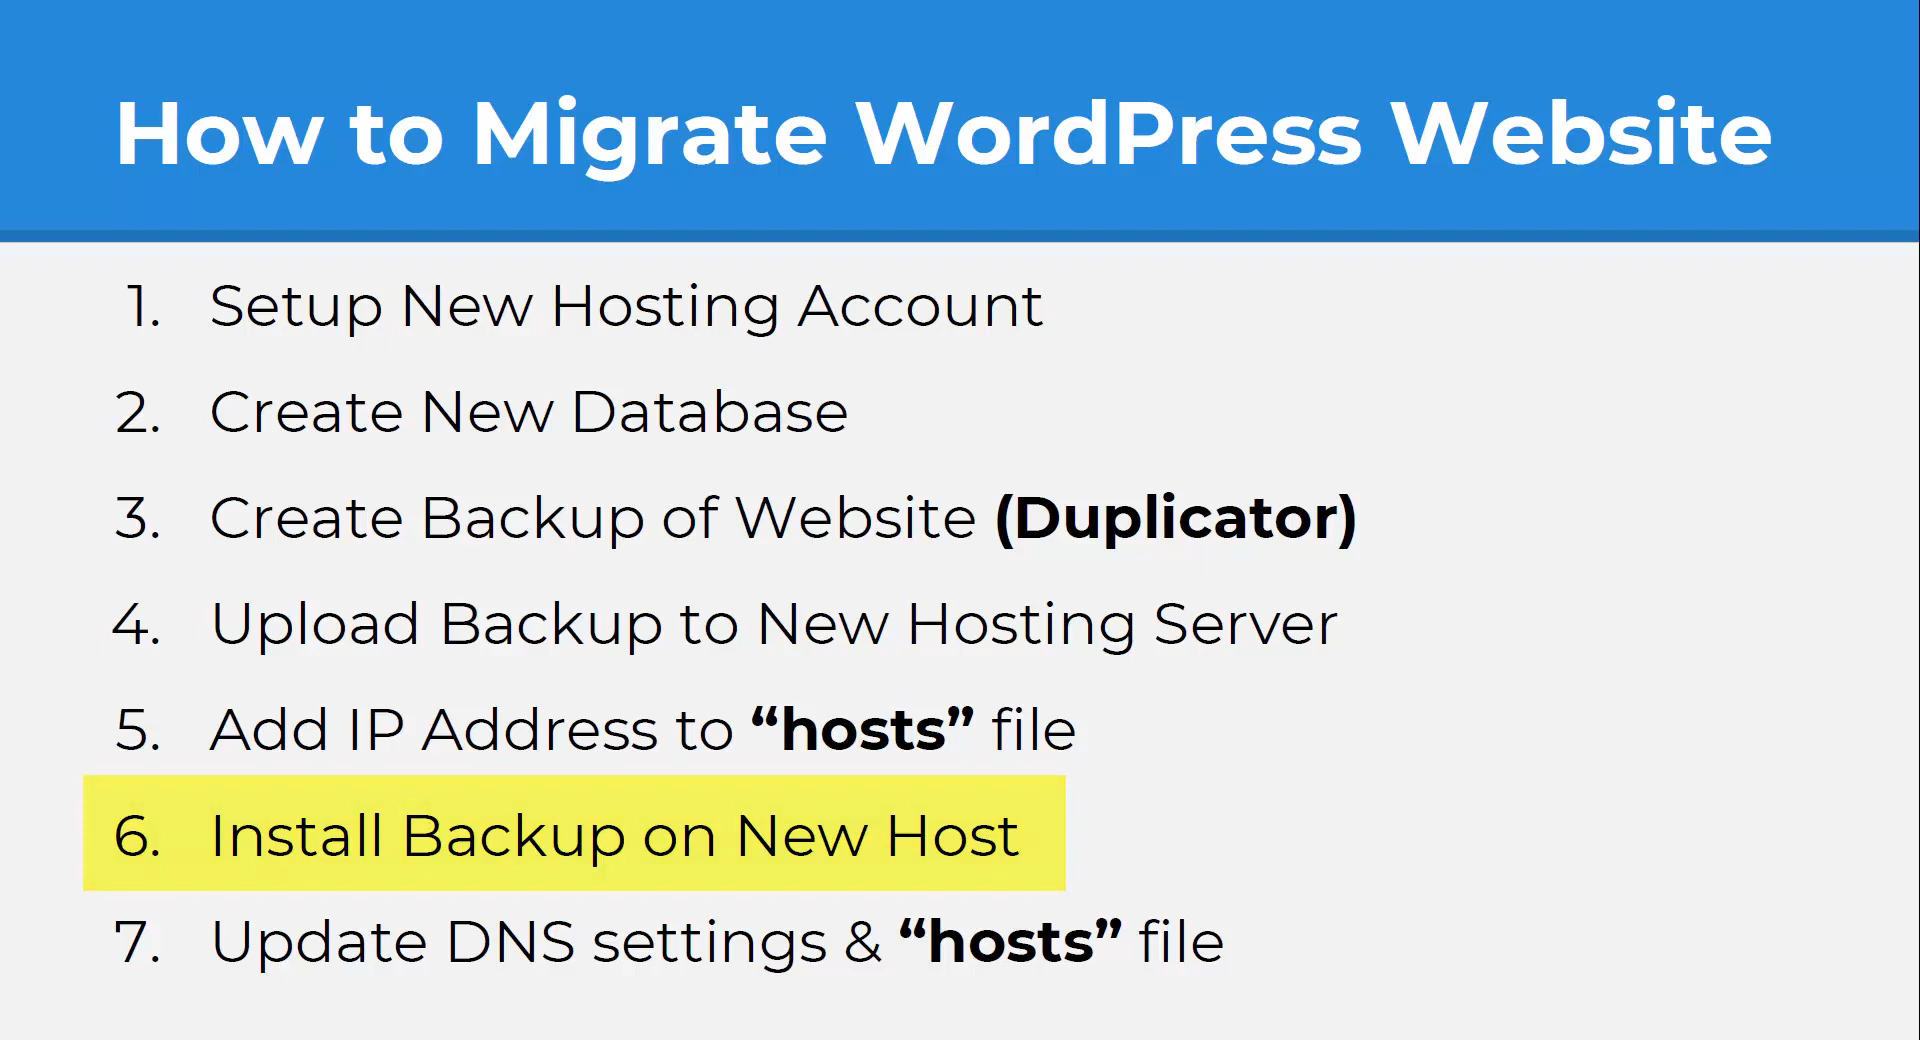 How to Migrate WordPress Website
1. Setup New Hosting Account
2. Create New Database
3. Create Backup of Website (Duplicator)
4. Upload Backup to New Hosting Server
5. Add IP Address to “hosts” file
6. Install Backup on New Host
7. Update DNS settings & “hosts” file